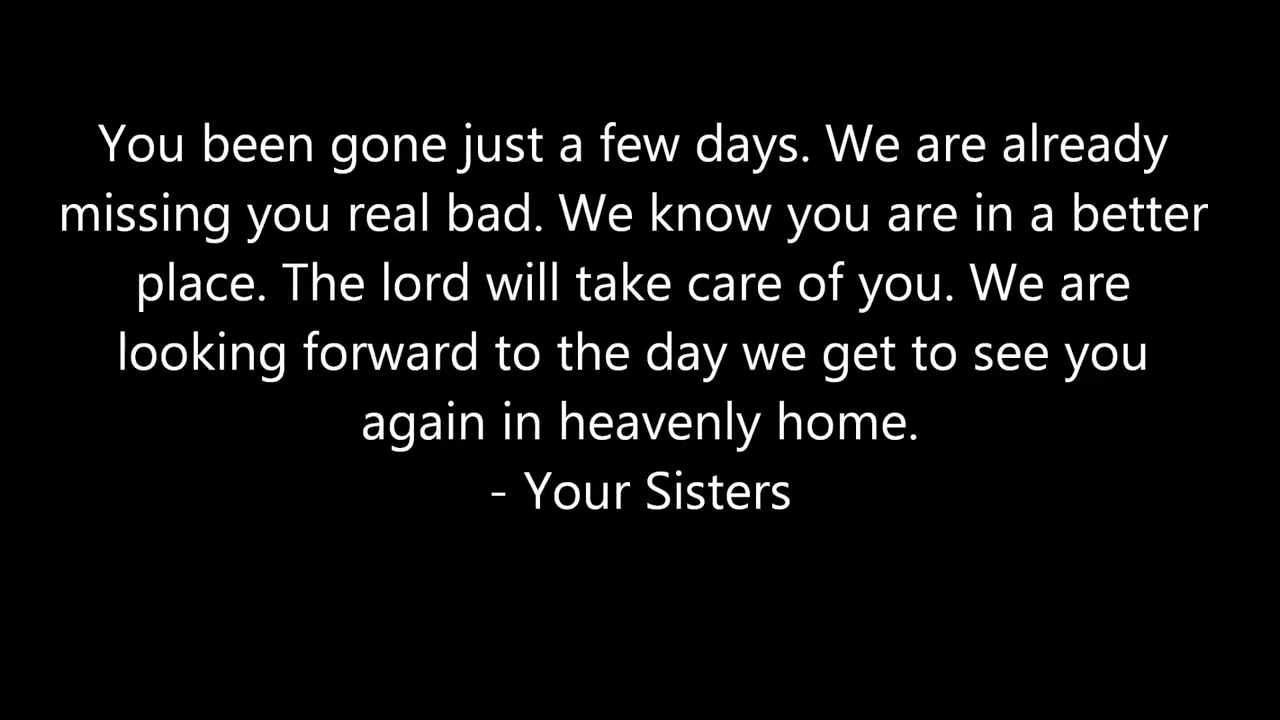 You been gone just a few days. We are already
missing you real bad. We know you are in a better
place. The lord will take care of you. We are
looking forward to the day we get to see you
again in heavenly home.
- Your Sisters